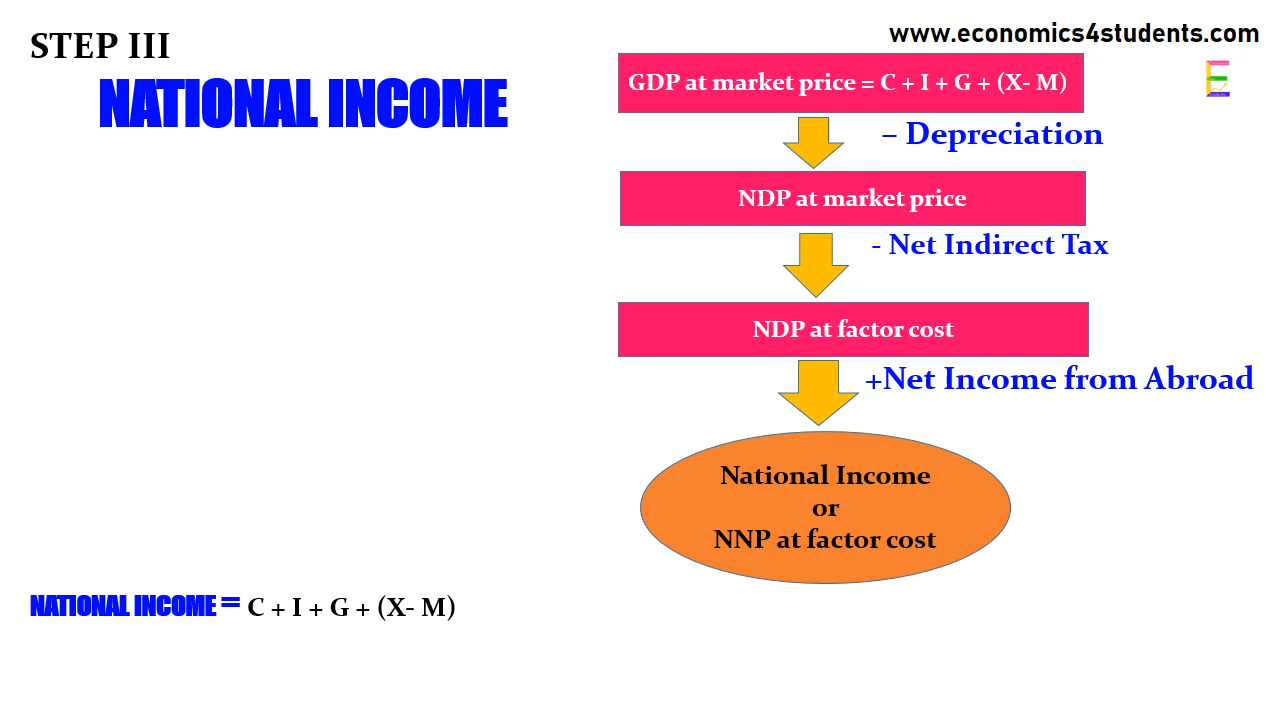 www.economics4students.com
STEP III
NATIONAL INCOME
GDP at market price = C + I + G + (X- M)
– Depreciation
NDP at market price
- Net Indirect Tax
NDP at factor cost
+Net Income from Abroad
National Income
or
NNP at factor cost
NATIONAL INCOME = C + I + G + (X- M)